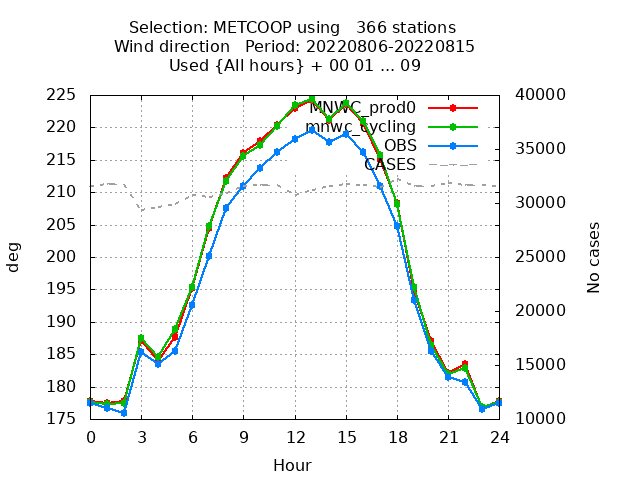 Selection: METCOOP using   366 stations
Wind direction   Period: 20220806-20220815
Used {All hours} + 00 01 ... 09
225 40000
MNWC_prod0
220 mnwc_cycling
35000
OBS
215
CASES
210
30000
205
deg
200 25000
No cases
195
20000
190
185
15000
180
175 10000
0 3 6 9 12 15 18 21 24
Hour